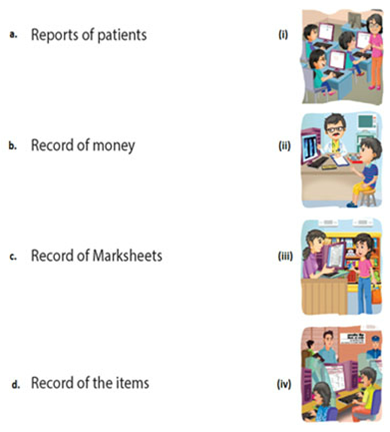 a. Reports of patients (i)
b. Record of money (ii)
c. Record of Marksheets (iii)
d. Record of the items (iv)